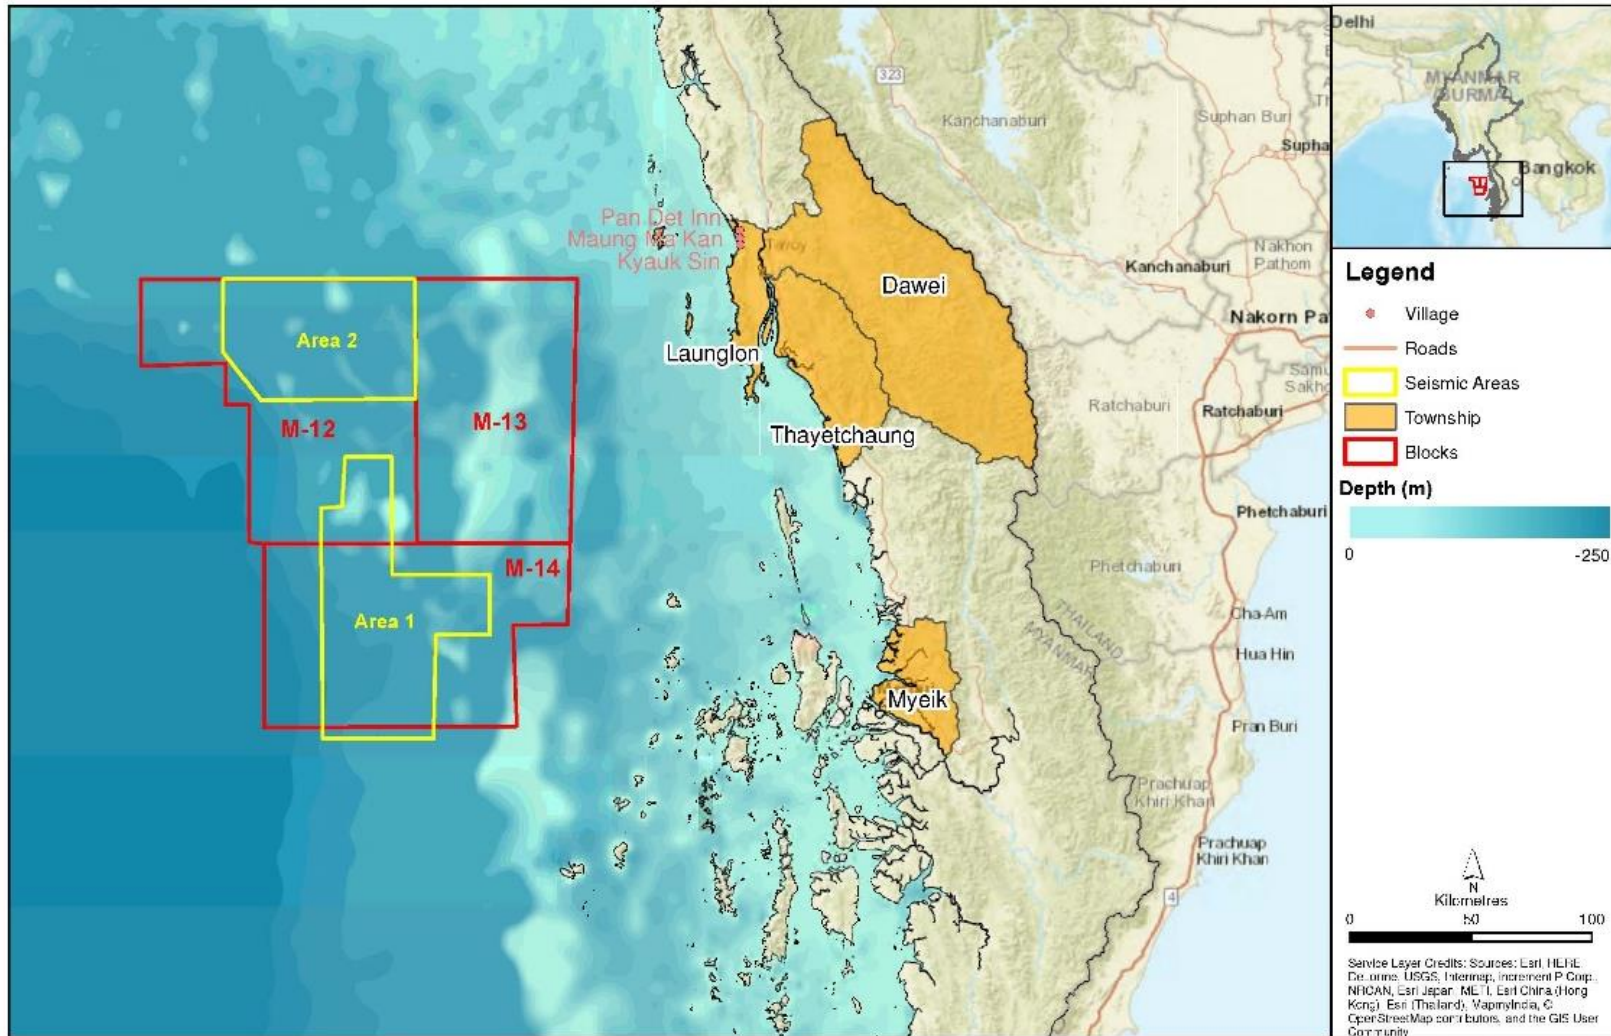 323
Kanchanaburi
Suphan Buri
Supha
Pan Det Inn
Maung Ma Kan
Kyauk Sin
Dawei
Kanchanaburi
Nakhon
Pathom
Nakorn Pa
Area 2
Launglon
M-12
M-13
Thayetchaung
Ratchaburi
Ratchaburi
Phetchaburi
Phetchaburi
M-14
Area 1
THAILAND
MYANMAR
Cha-Am
Hua Hin
Myeik
Pran Buri
Prachuap
Khiri Khan
Prachuap
Khiri Khan
4
Delhi
MYANMAR
(BURMA)
Bangkok
Legend
Village
Roads
Seismic Areas
Township
Blocks
Depth (m)
0
-250
N
Kilometres
0 50 100
Service Layer Credits: Sources: Esri, HERE,
DeLorme, USGS, Intermap, increment P Corp.,
NRCAN, Esri Japan, METI, Esri China (Hong
Kong), Esri (Thailand), MapmyIndia, ©
OpenStreetMap contributors, and the GIS User
Community